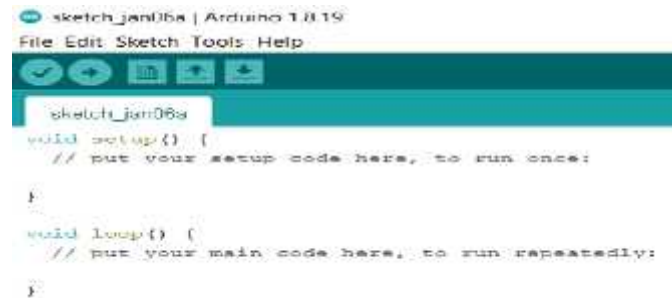 sketch_jan06a | Arduino 1.8.19
File Edit Sketch Tools Help
sketch_jan06a
void setup() {
// put your setup code here, to run once:
}
void loop() {
// put your main code here, to run repeatedly:
}